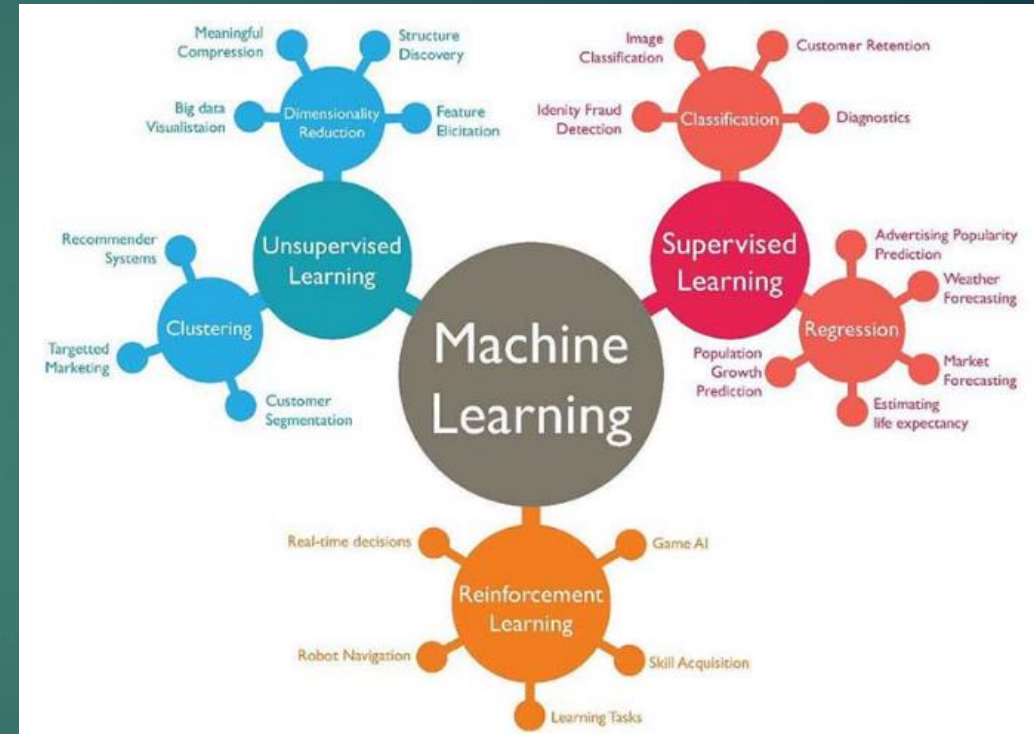 Meaningful
Compression
Structure
Discovery
Big data
Visualistaion
Dimensionality
Reduction
Feature
Elicitation
Recommender
Systems
Unsupervised
Learning
Clustering
Targetted
Marketing
Customer
Segmentation
Machine
Learning
Image
Classification
Customer Retention
Idenity Fraud
Detection
Classification
Diagnostics
Supervised
Learning
Advertising Popularity
Prediction
Weather
Forecasting
Regression
Population
Growth
Prediction
Market
Forecasting
Estimating
life expectancy
Real-time decisions
Game AI
Reinforcement
Learning
Robot Navigation
Skill Acquisition
Learning Tasks